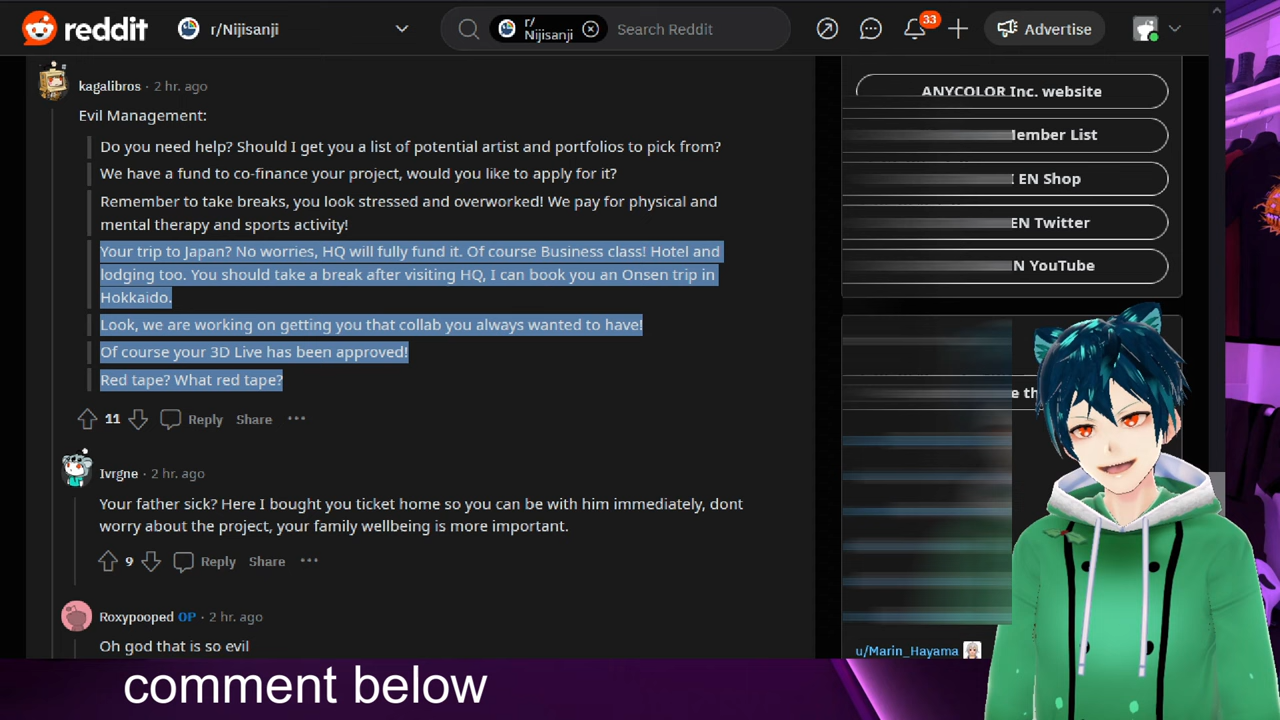 reddit
r/Nijisanji
r/
Nijisanji
Search Reddit
33
Advertise
kagalibros · 2 hr. ago
Evil Management:
Do you need help? Should I get you a list of potential artist and portfolios to pick from?
We have a fund to co-finance your project, would you like to apply for it?
Remember to take breaks, you look stressed and overworked! We pay for physical and
mental therapy and sports activity!
Your trip to Japan? No worries, HQ will fully fund it. Of course Business class! Hotel and
lodging too. You should take a break after visiting HQ, I can book you an Onsen trip in
Hokkaido.
Look, we are working on getting you that collab you always wanted to have!
Of course your 3D Live has been approved!
Red tape? What red tape?
11 Reply Share
Ivrgne · 2 hr. ago
Your father sick? Here I bought you ticket home so you can be with him immediately, dont
worry about the project, your family wellbeing is more important.
9 Reply Share
Roxypooped OP · 2 hr. ago
Oh god that is so evil
ANYCOLOR Inc. website
Member List
EN Shop
EN Twitter
N YouTube
u/Marin_Hayama
comment below